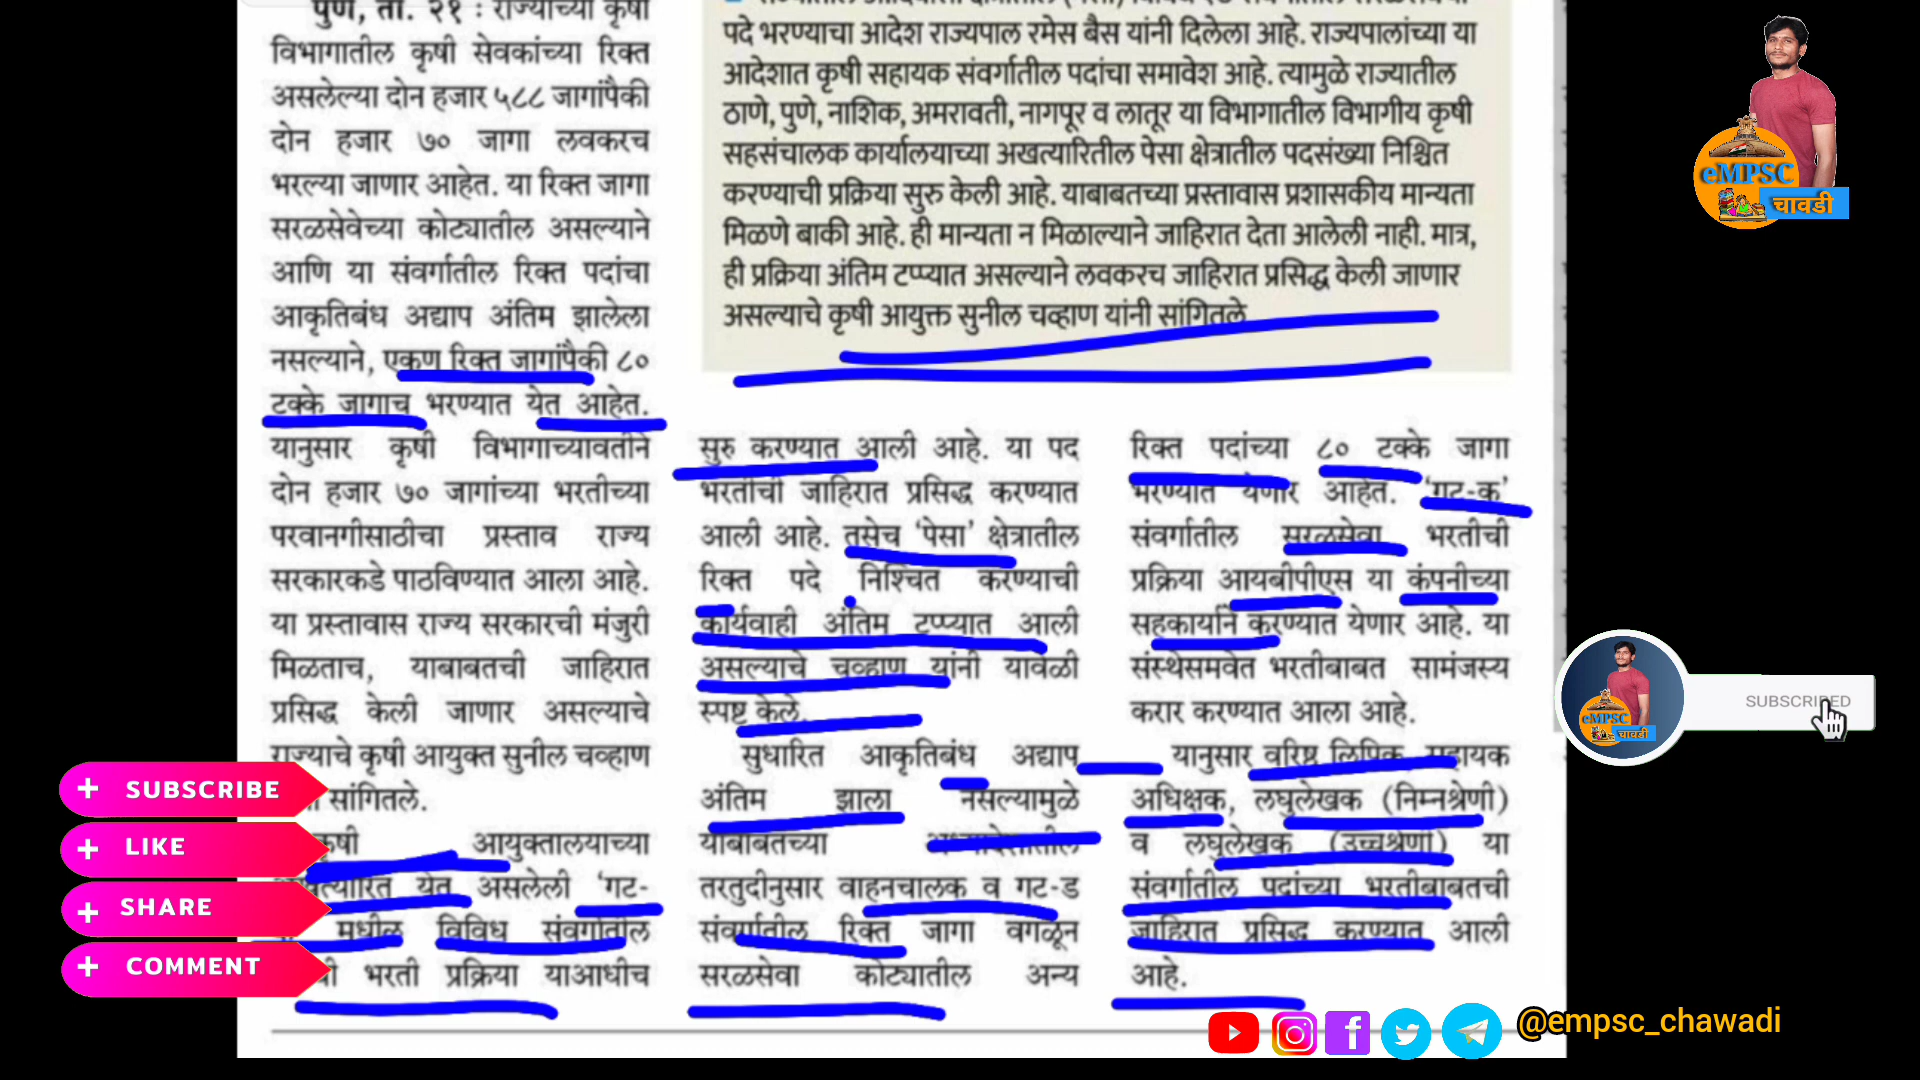 पुणे, ता. २१ : राज्याच्या कृषी
विभागातील कृषी सेवकांच्या रिक्त
असलेल्या दोन हजार ५८८ जागांपैकी
दोन हजार ७० जागा लवकरच
भरल्या जाणार आहेत. या रिक्त जागा
सरळसेवेच्या कोट्यातील असल्याने
आणि या संवर्गातील रिक्त पदांचा
आकृतिबंध अद्याप अंतिम झालेला
नसल्याने, एकूण रिक्त जागांपैकी ८०
टक्के जागाच भरण्यात येत आहेत.
यानुसार कृषी विभागाच्यावतीने
दोन हजार ७० जागांच्या भरतीच्या
परवानगीसाठीचा प्रस्ताव राज्य
सरकारकडे पाठविण्यात आला आहे.
या प्रस्तावास राज्य सरकारची मंजुरी
मिळताच, याबाबतची जाहिरात
प्रसिद्ध केली जाणार असल्याचे
राज्याचे कृषी आयुक्त सुनील चव्हाण
सांगितले.
कृषी आयुक्तालयाच्या
येत असलेली ‘गट-
मधील विविध संवर्गातील
भरती प्रक्रिया याआधीच
पदे भरण्याचा आदेश राज्यपाल रमेस बैस यांनी दिलेला आहे. राज्यपालांच्या या
आदेशात कृषी सहायक संवर्गातील पदांचा समावेश आहे. त्यामुळे राज्यातील
ठाणे, पुणे, नाशिक, अमरावती, नागपूर व लातूर या विभागातील विभागीय कृषी
सहसंचालक कार्यालयाच्या अखत्यारितील पेसा क्षेत्रातील पदसंख्या निश्चित
करण्याची प्रक्रिया सुरु केली आहे. याबाबतच्या प्रस्तावास प्रशासकीय मान्यता
मिळणे बाकी आहे. ही मान्यता न मिळाल्याने जाहिरात देता आलेली नाही. मात्र,
ही प्रक्रिया अंतिम टप्प्यात असल्याने लवकरच जाहिरात प्रसिद्ध केली जाणार
असल्याचे कृषी आयुक्त सुनील चव्हाण यांनी सांगितले
सुरु करण्यात आली आहे. या पद
भरतीची जाहिरात प्रसिद्ध करण्यात
आली आहे. तसेच ‘पेसा’ क्षेत्रातील
रिक्त पदे निश्चित करण्याची
कार्यवाही अंतिम टप्प्यात आली
असल्याचे चव्हाण यांनी यावेळी
स्पष्ट केले.
सुधारित आकृतिबंध अद्याप
अंतिम झाला नसल्यामुळे
याबाबतच्या
तरतुदीनुसार वाहनचालक व गट-ड
संवर्गातील रिक्त जागा वगळून
सरळसेवा कोट्यातील अन्य
रिक्त पदांच्या ८० टक्के जागा
भरण्यात येणार आहेत. ‘गट-क’
संवर्गातील सरळसेवा भरतीची
प्रक्रिया आयबीपीएस या कंपनीच्या
सहकार्याने करण्यात येणार आहे. या
संस्थेसमवेत भरतीबाबत सामंजस्य
करार करण्यात आला आहे.
यानुसार वरिष्ठ लिपिक, सहायक
अधिक्षक, लघुलेखक (निम्नश्रेणी)
व लघुलेखक (उच्चश्रेणी) या
संवर्गातील पदांच्या भरतीबाबतची
जाहिरात प्रसिद्ध करण्यात आली
आहे.
eMPSC
चावडी
eMPSC
चावडी
SUBSCRIBED
+ SUBSCRIBE
+ LIKE
+ SHARE
+ COMMENT
@empsc_chawadi